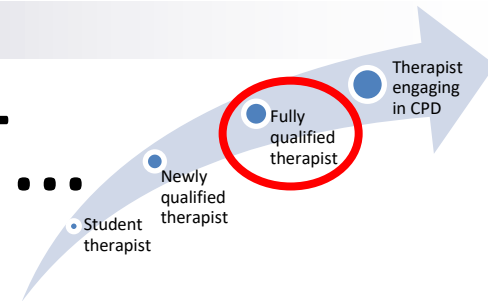 Therapist
engaging
in CPD
Fully
qualified
therapist
Newly
qualified
therapist
...
Student
therapist